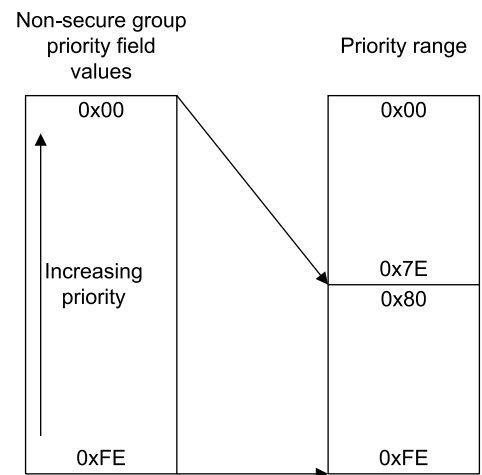 Non-secure group
priority field
values
Priority range
0x00
0x00
Increasing
priority
0x7E
0x80
0xFE
0xFE